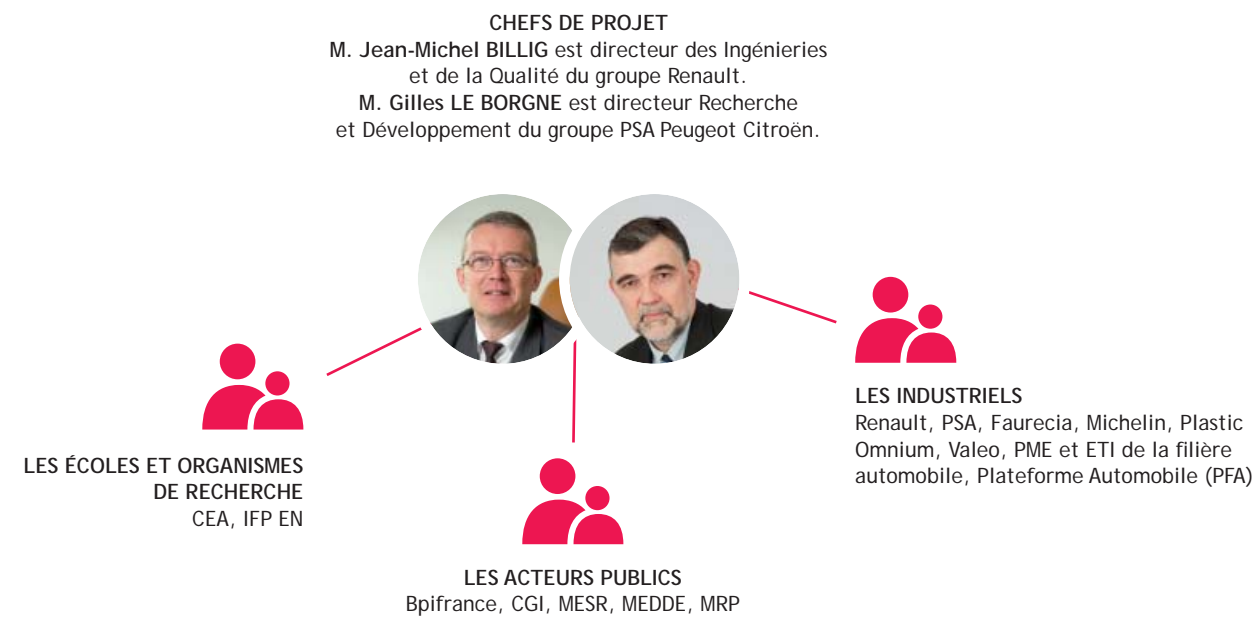 CHEFS DE PROJET
M. Jean-Michel BILLIG est directeur des Ingénieries
et de la Qualité du groupe Renault.
M. Gilles LE BORGNE est directeur Recherche
et Développement du groupe PSA Peugeot Citroën.
LES ÉCOLES ET ORGANISMES
DE RECHERCHE
CEA, IFP EN
LES ACTEURS PUBLICS
Bpifrance, CGI, MESR, MEDDE, MRP
LES INDUSTRIELS
Renault, PSA, Faurecia, Michelin, Plastic
Omnium, Valeo, PME et ETI de la filière
automobile, Plateforme Automobile (PFA)